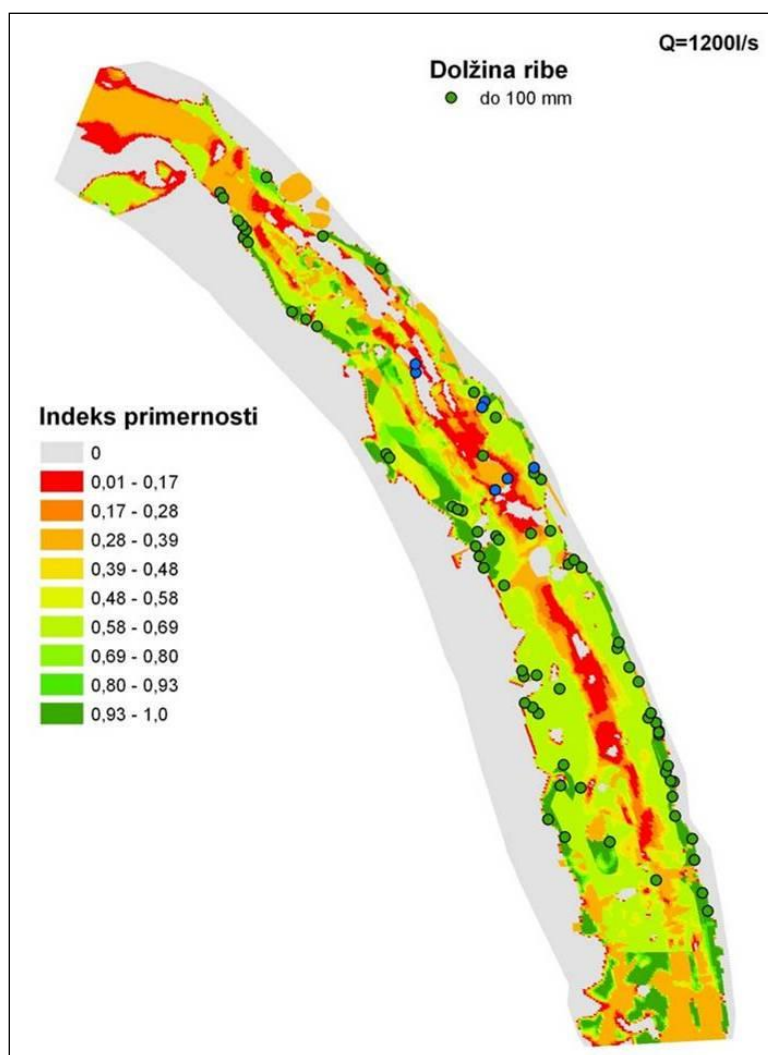 Q=1200l/s
Dolžina ribe
do 100 mm
Indeks primernosti
0
0,01 - 0,17
0,17 - 0,28
0,28 - 0,39
0,39 - 0,48
0,48 - 0,58
0,58 - 0,69
0,69 - 0,80
0,80 - 0,93
0,93 - 1,0